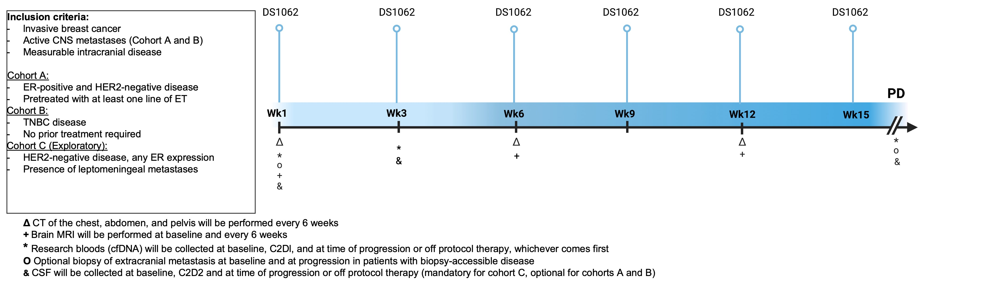 Inclusion criteria:
- Invasive breast cancer
- Active CNS metastases (Cohort A and B)
- Measurable intracranial disease
Cohort A:
- ER-positive and HER2-negative disease
- Pretreated with at least one line of ET
Cohort B:
- TNBC disease
- No prior treatment required
Cohort C (Exploratory):
- HER2-negative disease, any ER expression
- Presence of leptomeningeal metastases
DS1062 DS1062 DS1062 DS1062 DS1062 DS1062
PD
Wk1 Wk3 Wk6 Wk9 Wk12 Wk15
Δ Δ Δ *
* * + + o
o & &
+
&
Δ CT of the chest, abdomen, and pelvis will be performed every 6 weeks
+ Brain MRI will be performed at baseline and every 6 weeks
* Research bloods (cfDNA) will be collected at baseline, C2DI, and at time of progression or off protocol therapy, whichever comes first
O Optional biopsy of extracranial metastasis at baseline and at progression in patients with biopsy-accessible disease
& CSF will be collected at baseline, C2D2 and at time of progression or off protocol therapy (mandatory for cohort C, optional for cohorts A and B)